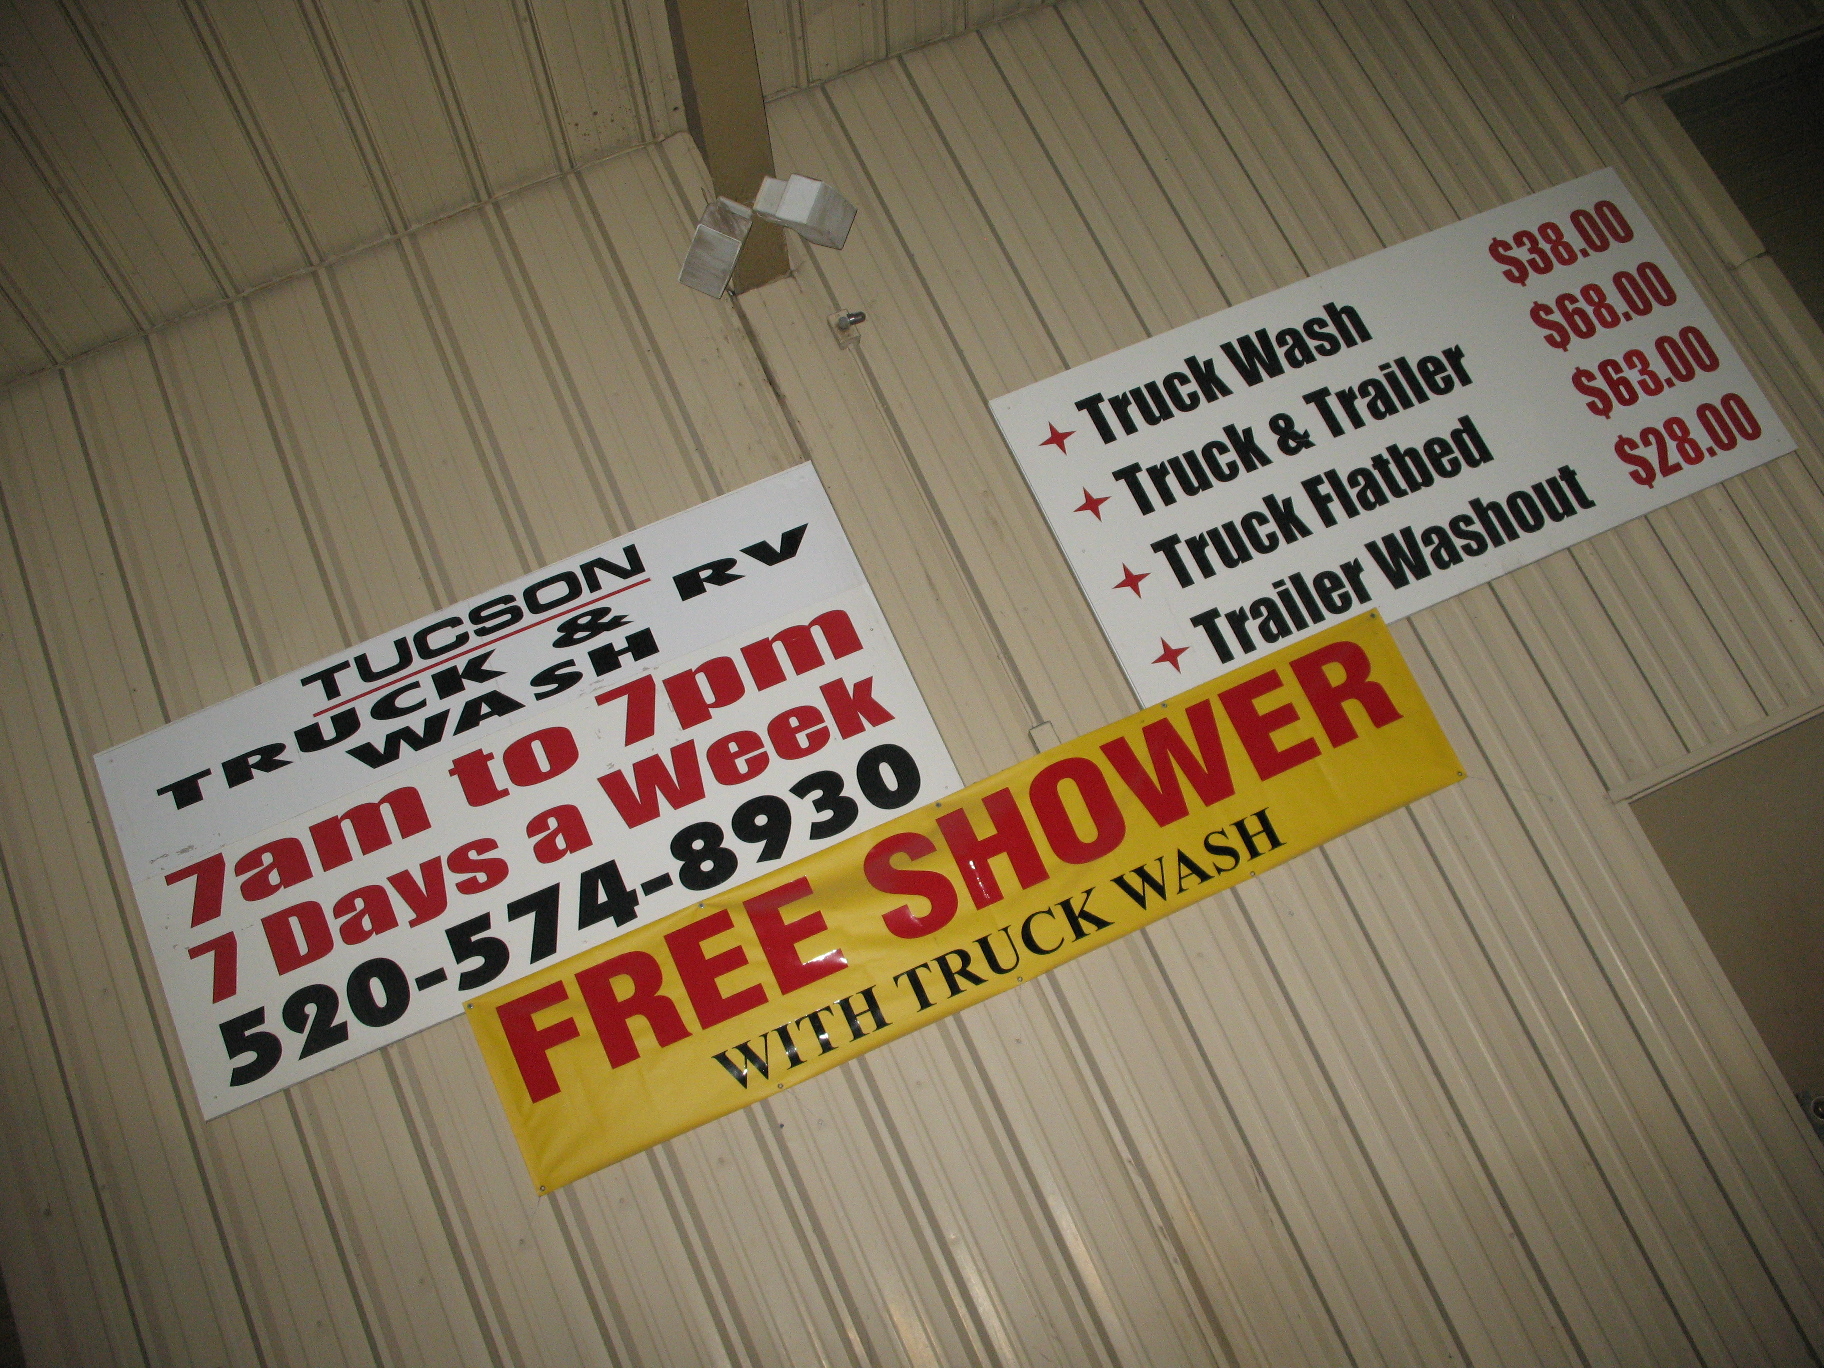 TUCSON
TRUCK & RV
WASH
7am to 7pm
7 Days a Week
520-574-8930
Truck Wash $38.00
Truck & Trailer $68.00
Truck Flatbed $63.00
Trailer Washout $28.00
FREE SHOWER
WITH TRUCK WASH